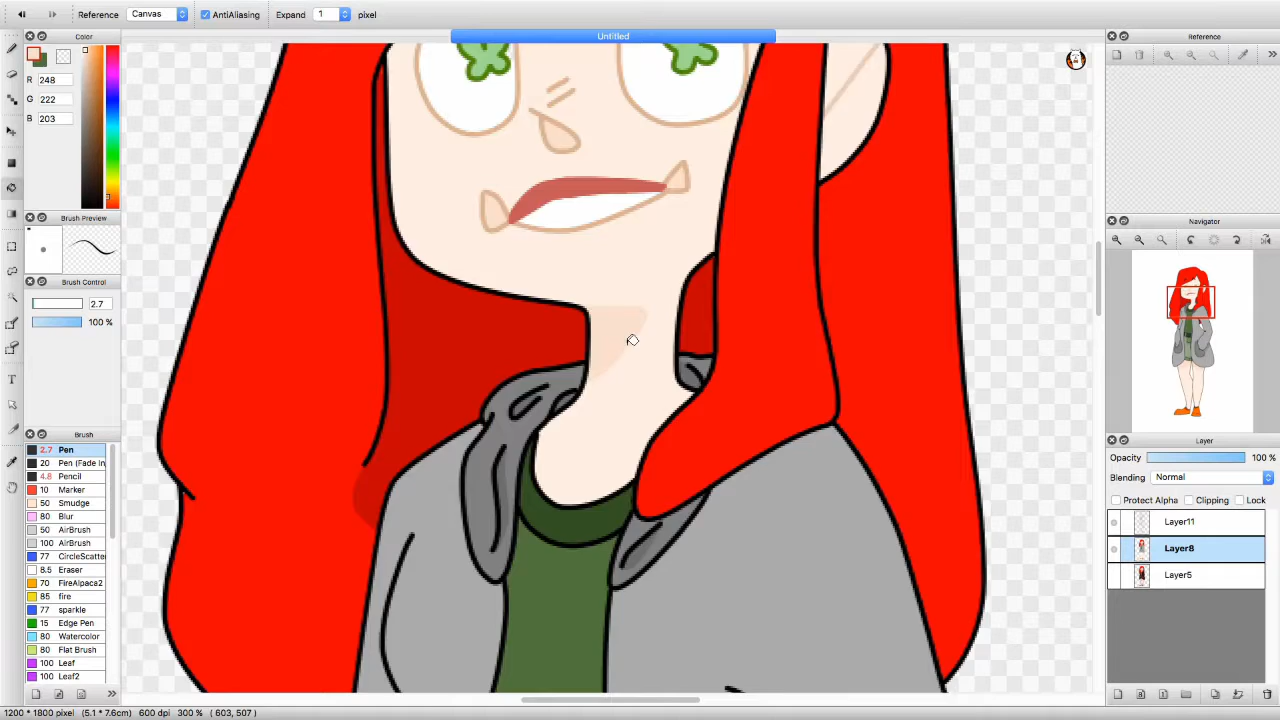 Reference Canvas AntiAliasing Expand 1 pixel
Untitled
Color
R 248
G 222
B 203
Brush Preview
Brush Control
2.7
100 %
Brush
2.7 Pen
20 Pen (Fade In
4.8 Pencil
10 Marker
50 Smudge
80 Blur
50 AirBrush
100 AirBrush
77 CircleScatte
8.5 Eraser
70 FireAlpaca2
85 fire
77 sparkle
15 Edge Pen
80 Watercolor
80 Flat Brush
100 Leaf
100 Leaf2
1200 * 1800 pixel (5.1 * 7.6cm) 600 dpi 300 % ( 603, 507 )
Reference
Navigator
Layer
Opacity 100 %
Blending Normal
Protect Alpha Clipping Lock
Layer11
Layer8
Layer5